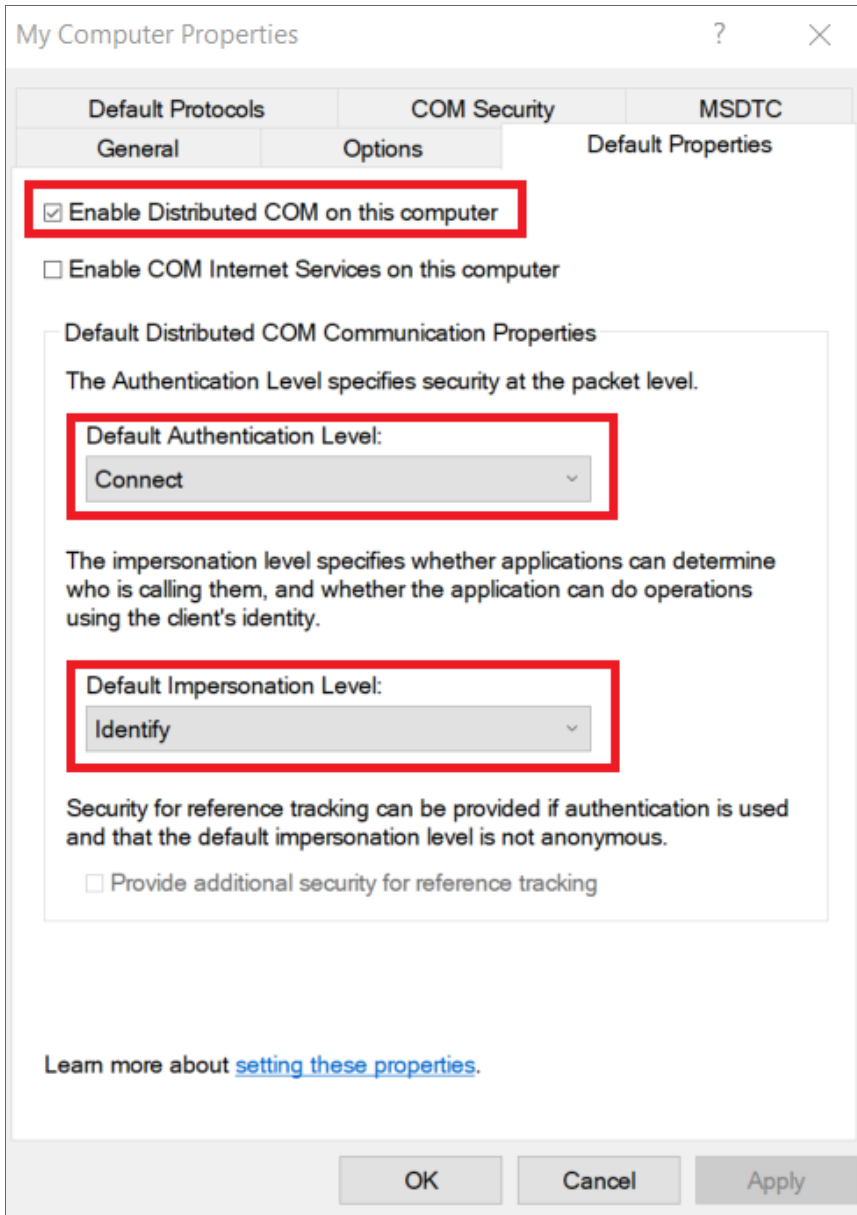 My Computer Properties ?
Default Protocols COM Security MSDTC
General Options Default Properties
Enable Distributed COM on this computer
Enable COM Internet Services on this computer
Default Distributed COM Communication Properties
The Authentication Level specifies security at the packet level.
Default Authentication Level:
Connect
The impersonation level specifies whether applications can determine
who is calling them, and whether the application can do operations
using the client's identity.
Default Impersonation Level:
Identify
Security for reference tracking can be provided if authentication is used
and that the default impersonation level is not anonymous.
Provide additional security for reference tracking
Learn more about setting these properties.
OK Cancel Apply